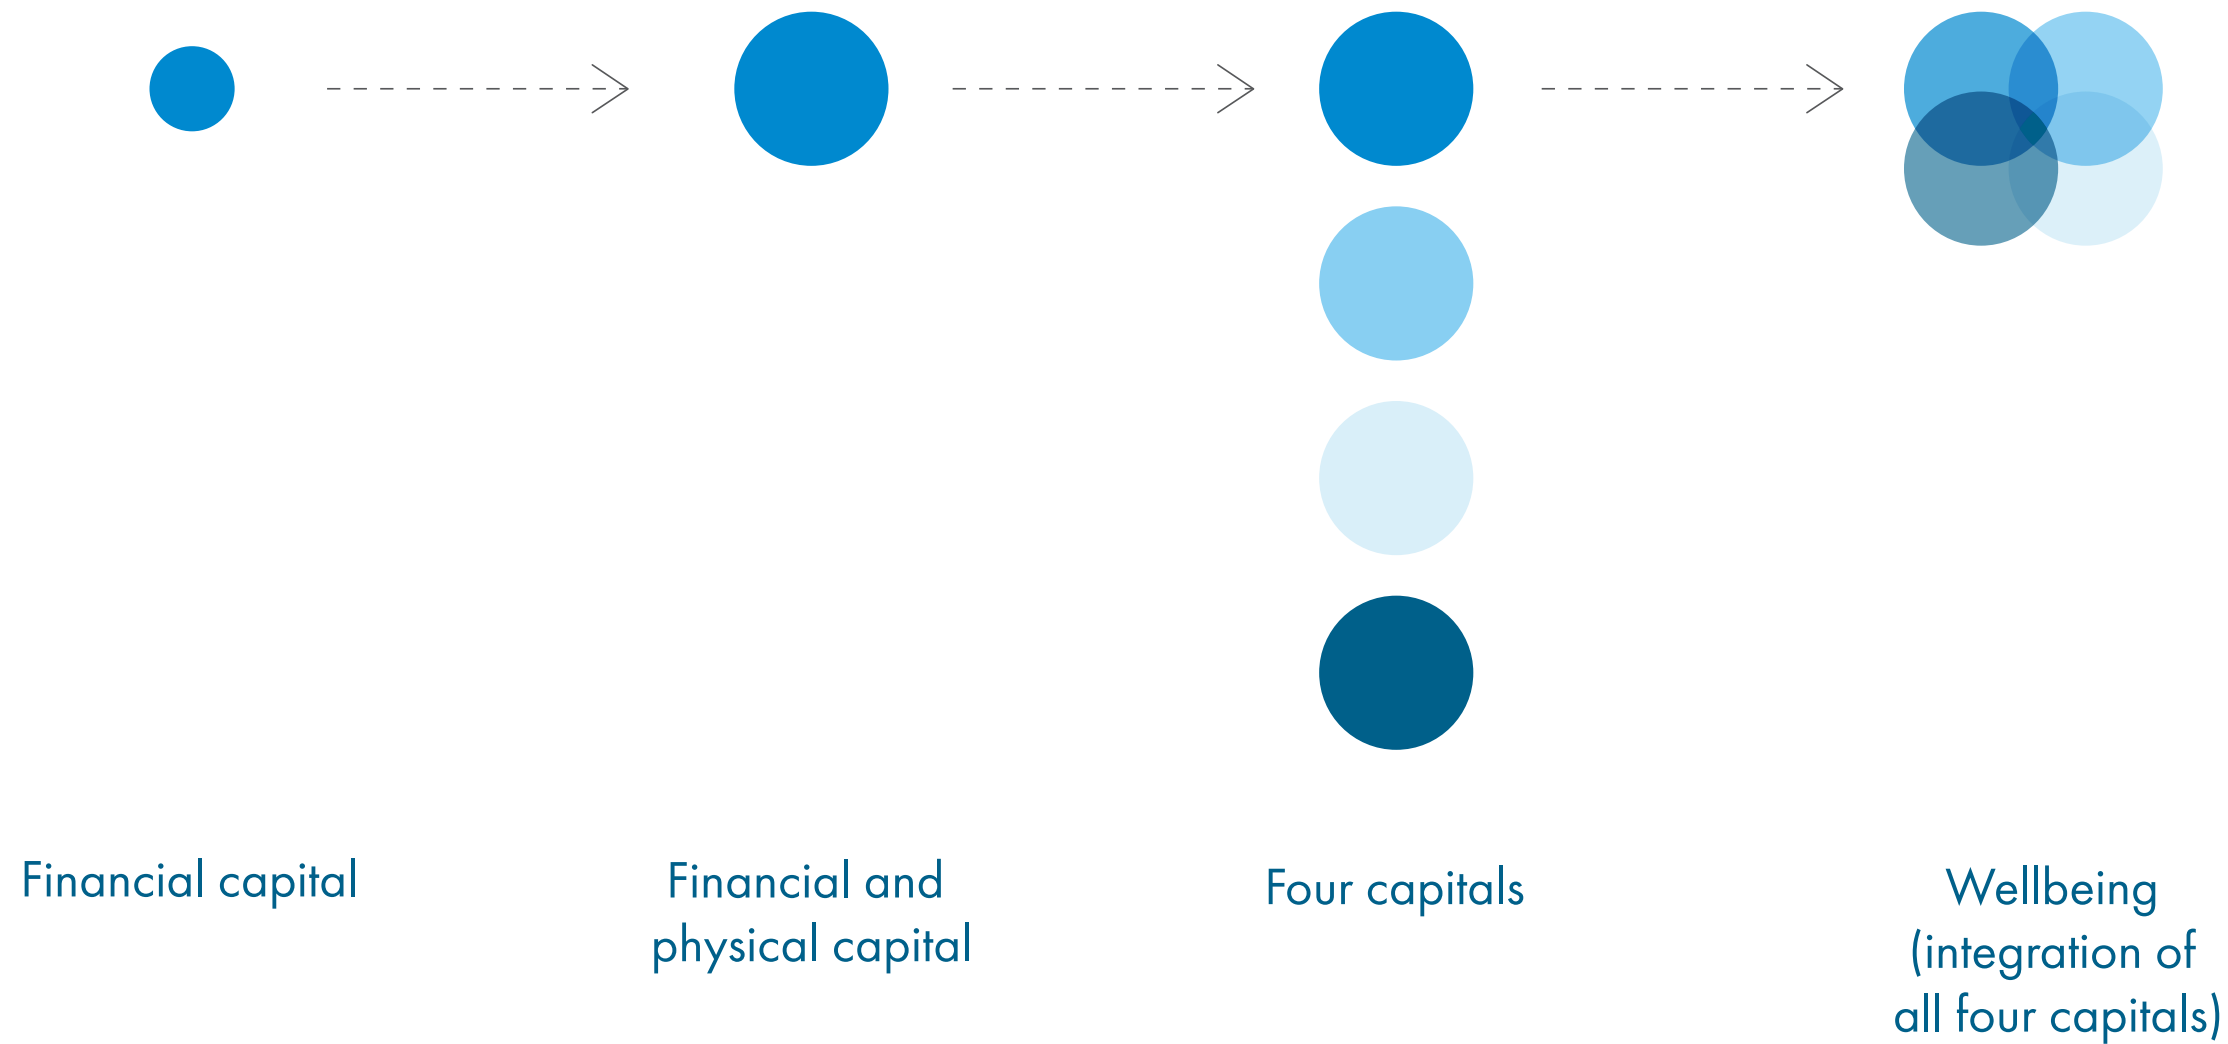 Financial capital
Financial and
physical capital
Four capitals
Wellbeing
(integration of
all four capitals)